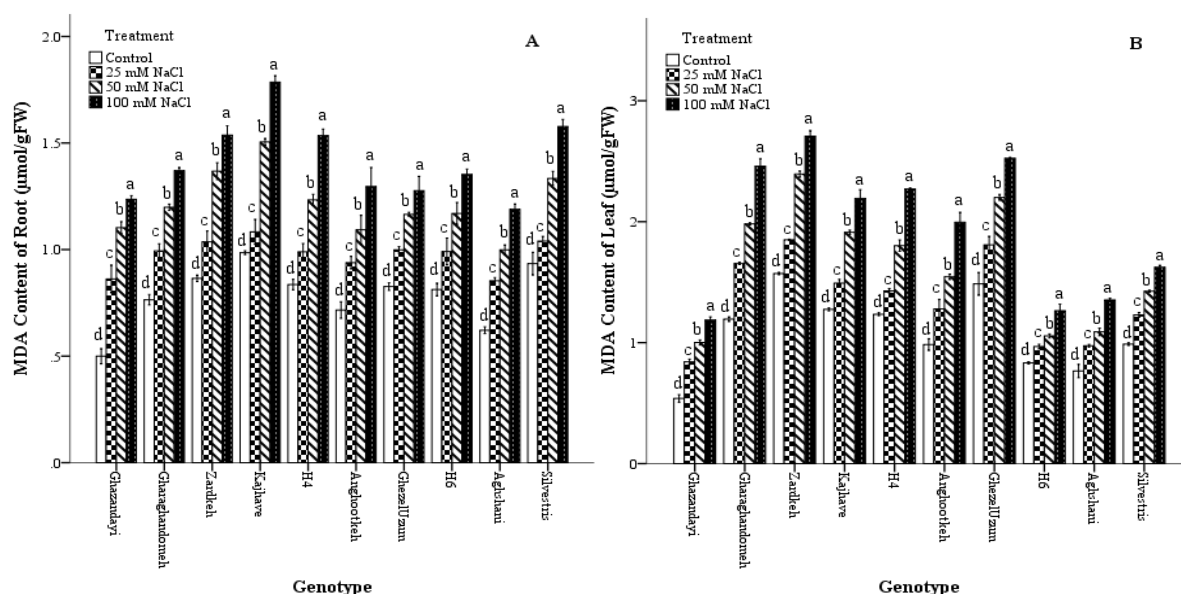 A
Treatment
Control
25 mM NaCl
50 mM NaCl
100 mM NaCl
MDA Content of Root (µmol/gFW)
2.0
1.5
1.0
.5
.0
d c b a
d c b a
d c b a
d c b a
d c b a
d c b a
d c b a
d c b a
d c b a
d c b a
Ghazandayi
Gharaghandomeh
Zardkeh
Kajhave
H4
Anghootkeh
GhezelUzum
H6
Aghshani
Silvestris
Genotype
B
Treatment
Control
25 mM NaCl
50 mM NaCl
100 mM NaCl
MDA Content of Leaf (µmol/gFW)
3
2
1
0
d c b a
d c b a
d c b a
d c b a
d c b a
d c b a
d c b a
d c b a
d c b a
d c b a
Ghazandayi
Gharaghandomeh
Zardkeh
Kajhave
H4
Anghootkeh
GhezelUzum
H6
Aghshani
Silvestris
Genotype